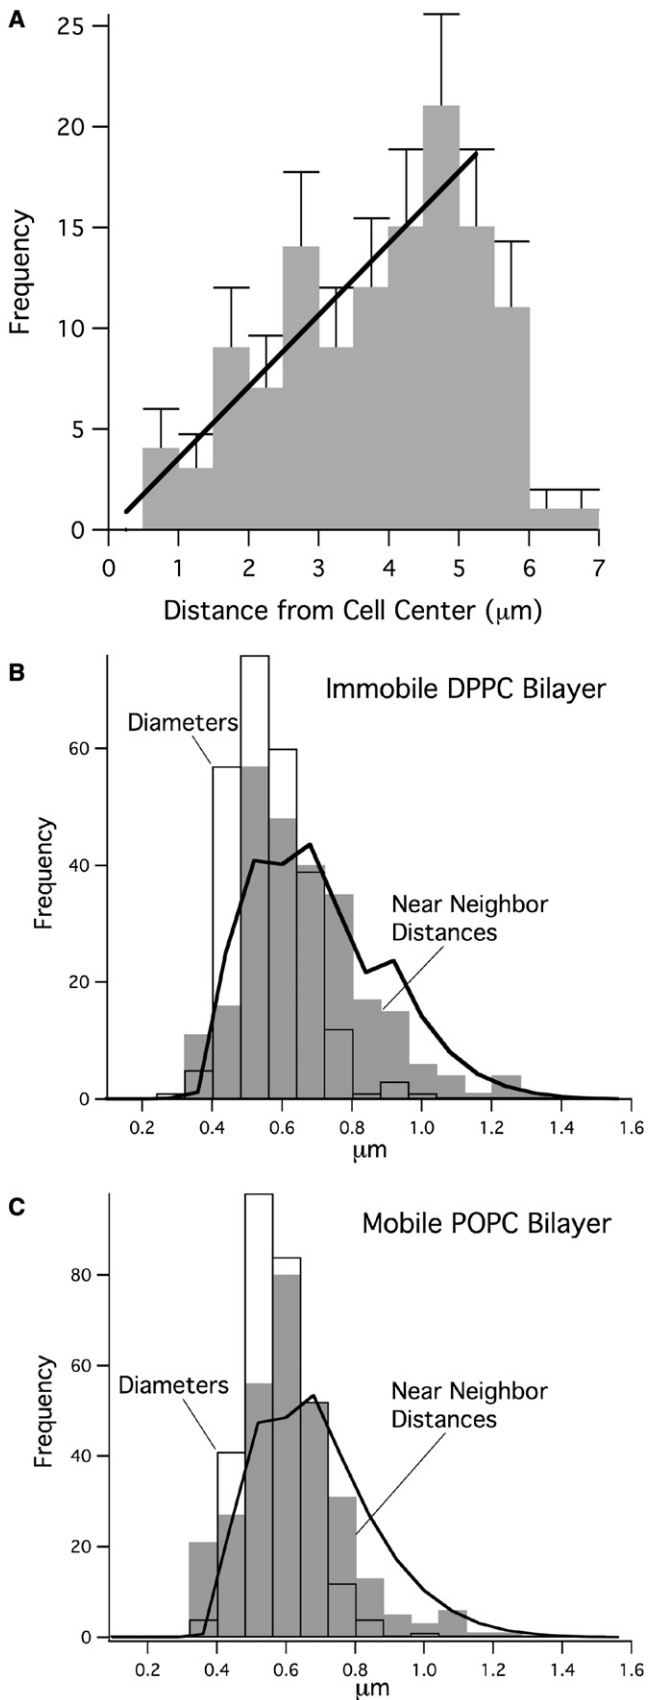 A
25
20
15
10
5
0
Frequency
0 1 2 3 4 5 6 7
Distance from Cell Center (μm)
B
Immobile DPPC Bilayer
Diameters
60
40
20
0
Frequency
Near Neighbor
Distances
0.2 0.4 0.6 0.8 1.0 1.2 1.4 1.6
μm
C
Mobile POPC Bilayer
80
60
40
20
0
Frequency
Diameters
Near Neighbor
Distances
0.2 0.4 0.6 0.8 1.0 1.2 1.4 1.6
μm